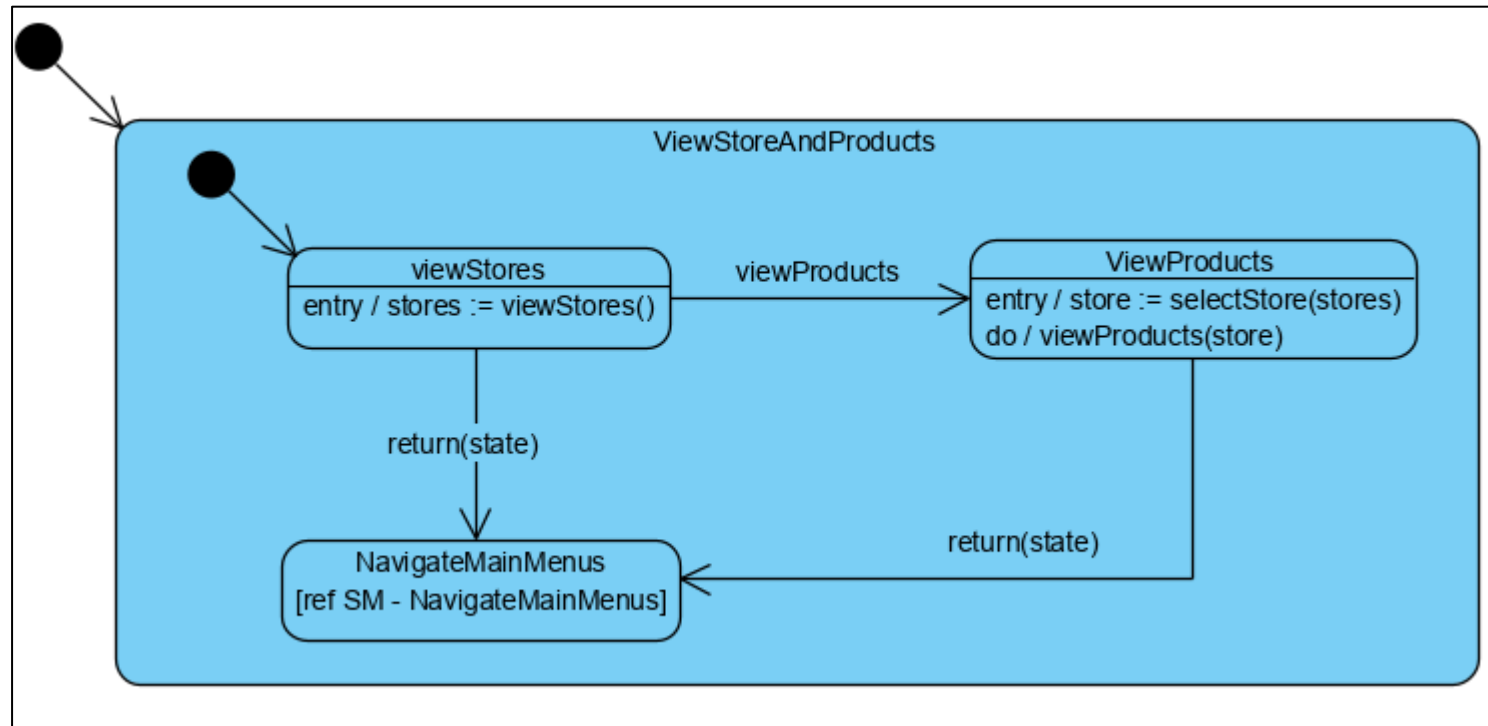 ViewStoreAndProducts
viewStores
entry / stores := viewStores()
viewProducts
ViewProducts
entry / store := selectStore(stores)
do / viewProducts(store)
return(state)
return(state)
NavigateMainMenus
[ref SM - NavigateMainMenus]